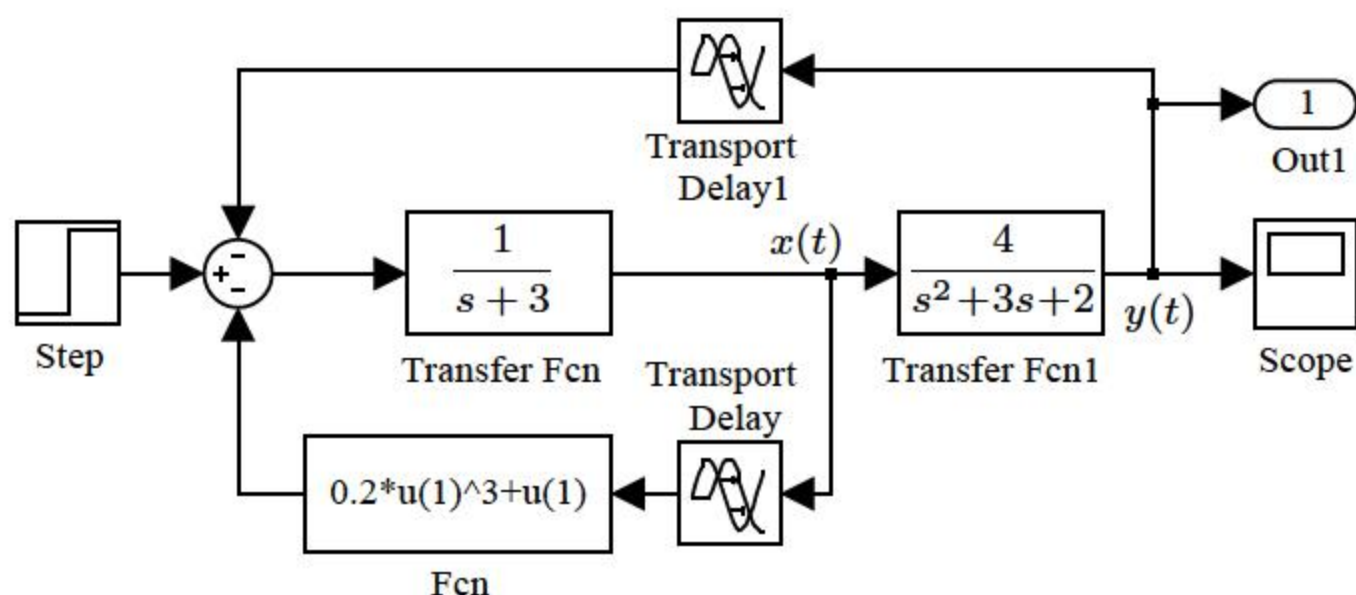 Transport
Delay1
1
Out1
Step
+
-
-
1
s + 3
Transfer Fcn
x(t)
4
s² + 3s + 2
Transfer Fcn1
y(t)
Scope
Transport
Delay
0.2*u(1)^3+u(1)
Fcn